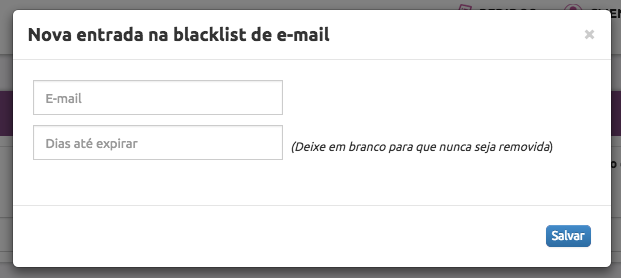 PEDIDOS
Nova entrada na blacklist de e-mail
×
E-mail
Dias até expirar
(Deixe em branco para que nunca seja removida)
Salvar